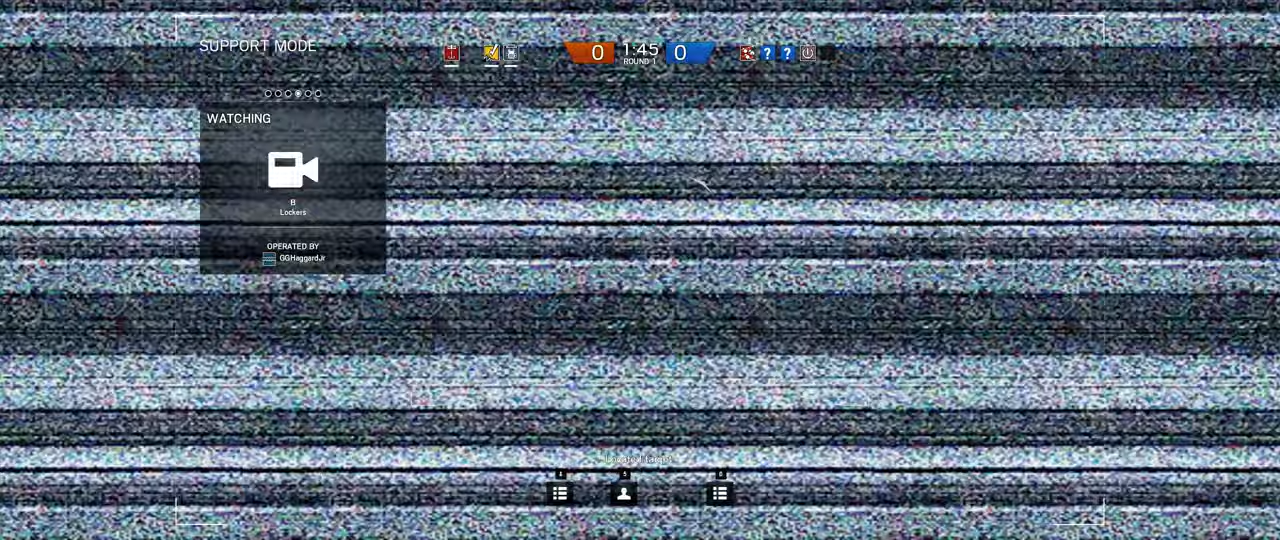 SUPPORT MODE
0 1:45 0
ROUND 1
? ?
WATCHING
B
Lockers
OPERATED BY
GGHaggardJr